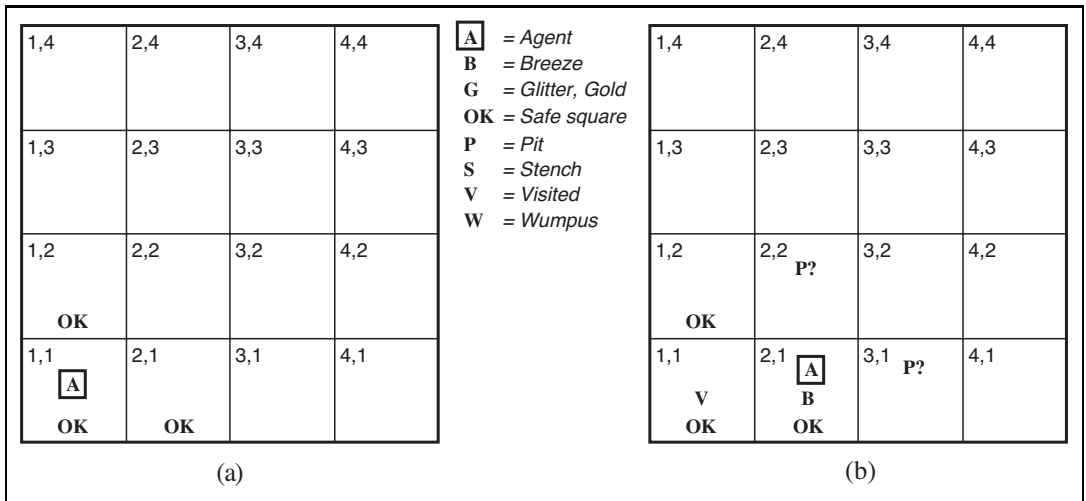 1,4 2,4 3,4 4,4
1,3 2,3 3,3 4,3
1,2 2,2 3,2 4,2
OK
1,1 2,1 3,1 4,1
A
OK OK
(a)
A = Agent
B = Breeze
G = Glitter, Gold
OK = Safe square
P = Pit
S = Stench
V = Visited
W = Wumpus
1,4 2,4 3,4 4,4
1,3 2,3 3,3 4,3
1,2 2,2 3,2 4,2
P?
OK
1,1 2,1 3,1 4,1
A P?
V B
OK OK
(b)